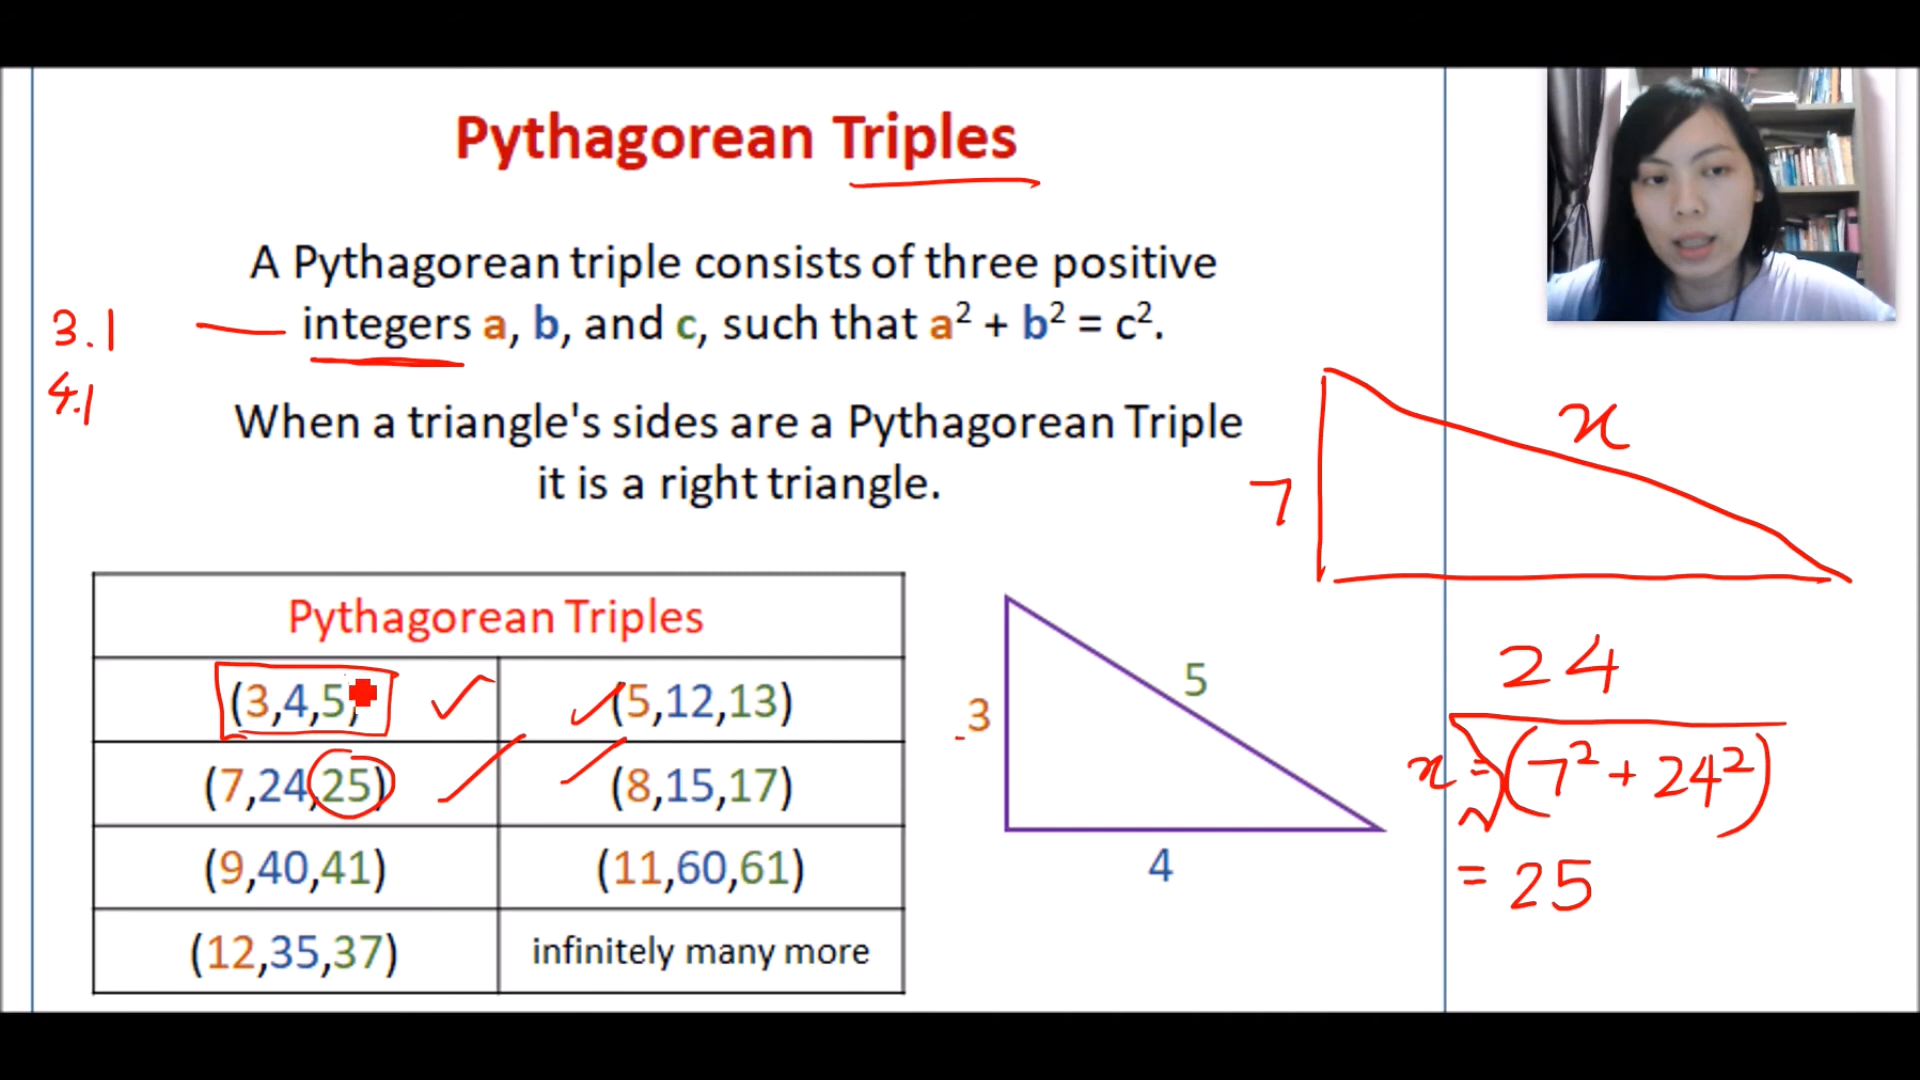 Pythagorean Triples
A Pythagorean triple consists of three positive
integers a, b, and c, such that a² + b² = c².
3.1
4.1
When a triangle's sides are a Pythagorean Triple
it is a right triangle.
Pythagorean Triples
(3,4,5)
(5,12,13)
(7,24,25)
(8,15,17)
(9,40,41)
(11,60,61)
(12,35,37)
infinitely many more
3
5
4
x
7
24
x = √(7² + 24²)
= 25